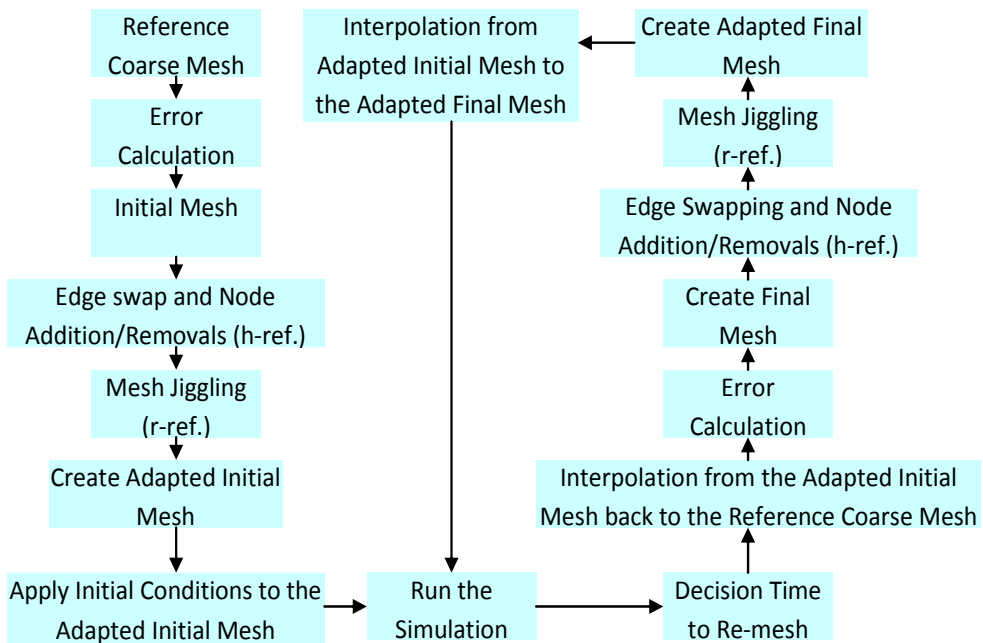 Reference
Coarse Mesh
Error
Calculation
Initial Mesh
Edge swap and Node
Addition/Removals (h-ref.)
Mesh Jiggling
(r-ref.)
Create Adapted Initial
Mesh
Apply Initial Conditions to the
Adapted Initial Mesh
Run the
Simulation
Decision Time
to Re-mesh
Interpolation from the Adapted Initial
Mesh back to the Reference Coarse Mesh
Error
Calculation
Create Final
Mesh
Edge Swapping and Node
Addition/Removals (h-ref.)
Mesh Jiggling
(r-ref.)
Create Adapted Final
Mesh
Interpolation from
Adapted Initial Mesh to
the Adapted Final Mesh